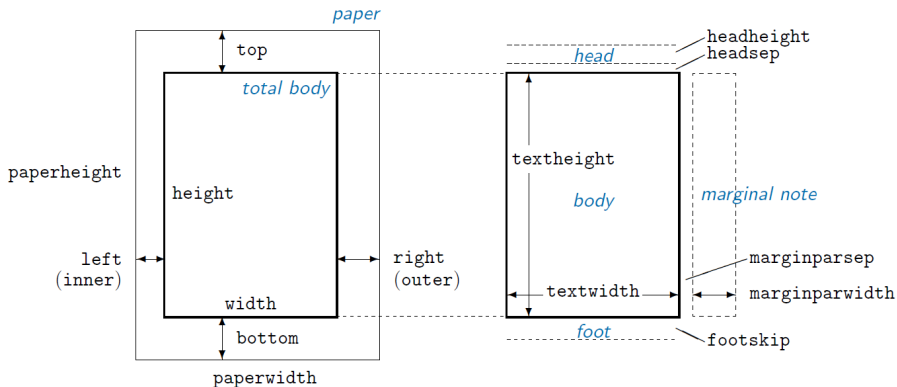 paper
top
total body
paperheight
height
left
(inner)
right
(outer)
width
bottom
paperwidth
headheight
head
headsep
textheight
body
marginal note
marginparsep
textwidth
marginparwidth
foot
footskip